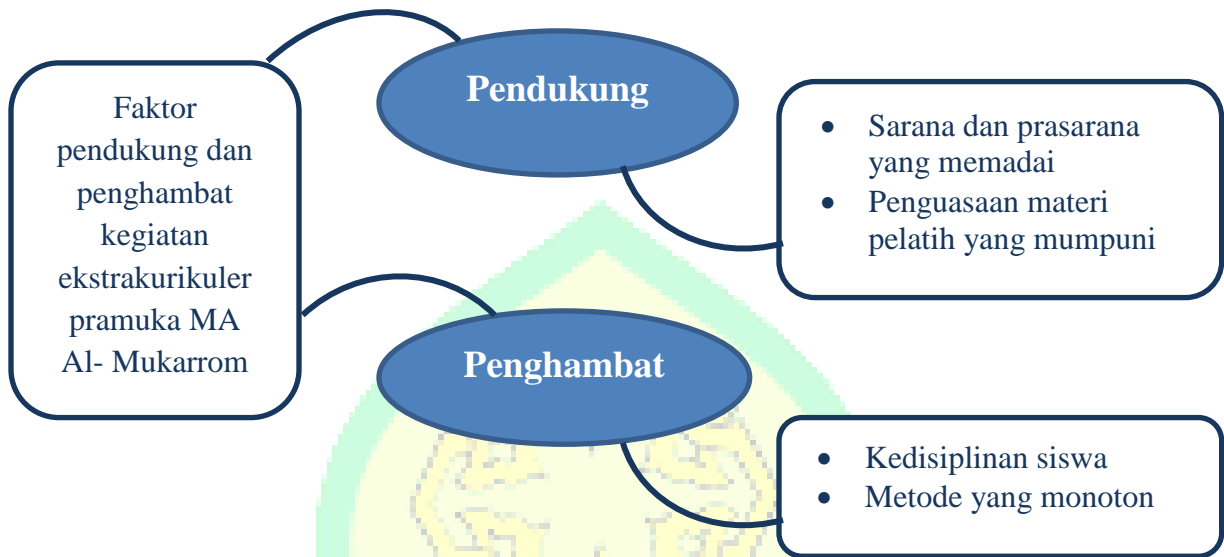 Faktor
pendukung dan
penghambat
kegiatan
ekstrakurikuler
pramuka MA
Al- Mukarrom
Pendukung
• Sarana dan prasarana
yang memadai
• Penguasaan materi
pelatih yang mumpuni
Penghambat
• Kedisiplinan siswa
• Metode yang monoton